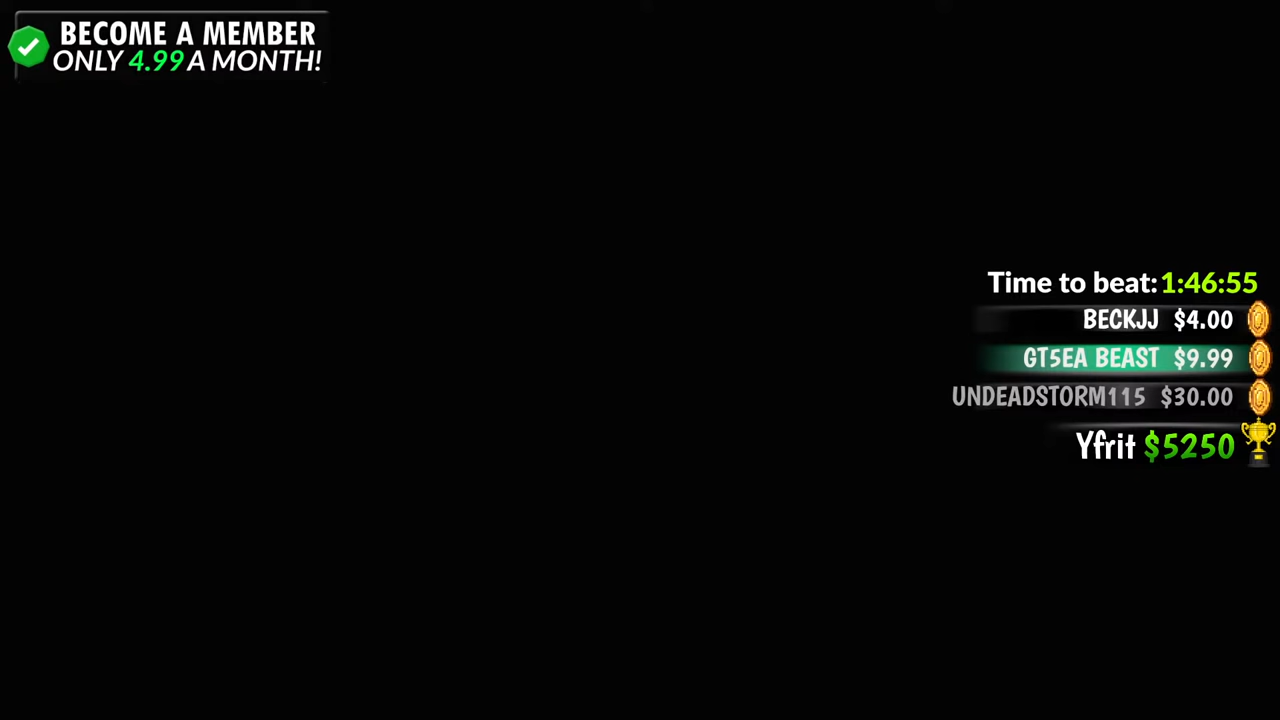 BECOME A MEMBER
ONLY 4.99 A MONTH!
Time to beat:1:46:55
BECKJJ $4.00
GT5EA BEAST $9.99
UNDEADSTORM115 $30.00
Yfrit $5250